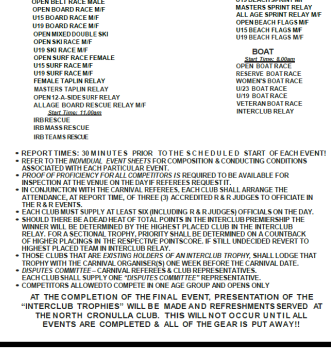 OPEN BELT RACE MALE
OPEN BOARD RACE M/F
U15 BOARD RACE M/F
U19 BOARD RACE M/F
OPEN MIXED DOUBLE SKI
OPEN SKI RACE M/F
U19 SKI RACE M/F
OPEN SURF RACE FEMALE
U15 SURF RACE M/F
U19 SURF RACE M/F
FEMALE TAPLIN RELAY
MASTERS TAPLIN RELAY
OPEN 12-A-SIDE SURF RELAY
ALLAGE BOARD RESCUE RELAY M/F
Start Time: 11.00am
IRB RESCUE
IRB MASS RESCUE
IRB TEAMS RESCUE
U19 BEACH SPRINT M/F
MASTERS SPRINT RELAY
ALL AGE SPRINT RELAY M/F
OPEN BEACH FLAGS M/F
U15 BEACH FLAGS M/F
U19 BEACH FLAGS M/F
BOAT
Start Time: 8.00am
OPEN BOAT RACE
RESERVE BOAT RACE
WOMEN'S BOAT RACE
U/23 BOAT RACE
U/19 BOAT RACE
VETERAN BOAT RACE
INTERCLUB RELAY
• REPORT TIMES: 30 MINUTES PRIOR TO THE SCHEDULED START OF EACH EVENT!
• REFER TO THE INDIVIDUAL EVENT SHEETS FOR COMPOSITION & CONDUCTING CONDITIONS
ASSOCIATED WITH EACH PARTICULAR EVENT.
• PROOF OF PROFICIENCY FOR ALL COMPETITORS IS REQUIRED TO BE AVAILABLE FOR
INSPECTION AT THE VENUE ON THE DAY IF REFEREES REQUEST IT.
• IN CONJUNCTION WITH THE CARNIVAL REFEREES, EACH CLUB SHALL ARRANGE THE
ATTENDANCE, AT REPORT TIME, OF THREE (3) ACCREDITED R & R JUDGES TO OFFICIATE IN
THE R & R EVENTS.
• EACH CLUB MUST SUPPLY AT LEAST SIX (INCLUDING R & R JUDGES) OFFICIALS ON THE DAY.
• SHOULD THERE BE A DEAD HEAT OF TOTAL POINTS IN THE INTERCLUB PREMIERSHIP THE
WINNER WILL BE DETERMINED BY THE HIGHEST PLACED CLUB IN THE INTERCLUB
RELAY. FOR A SECTIONAL TROPHY, PRIORITY SHALL BE DETERMINED ON A COUNTBACK
OF HIGHER PLACINGS IN THE RESPECTIVE POINTSCORE. IF STILL UNDECIDED REVERT TO
HIGHEST PLACED TEAM IN INTERCLUB RELAY.
• THOSE CLUBS THAT ARE EXISTING HOLDERS OF AN INTERCLUB TROPHY, SHALL LODGE THAT
TROPHY WITH THE CARNIVAL ORGANISER(S) ONE WEEK BEFORE THE CARNIVAL DATE.
• DISPUTES COMMITTEE – CARNIVAL REFEREES & CLUB REPRESENTATIVES.
EACH CLUB SHALL SUPPLY ONE "DISPUTES COMMITTEE" REPRESENTATIVE.
• COMPETITORS ALLOWED TO COMPETE IN ONE AGE GROUP AND OPENS ONLY
AT THE COMPLETION OF THE FINAL EVENT, PRESENTATION OF THE
"INTERCLUB TROPHIES" WILL BE MADE AND REFRESHMENTS SERVED AT
THE NORTH CRONULLA CLUB. THIS WILL NOT OCCUR UNTIL ALL
EVENTS ARE COMPLETED & ALL OF THE GEAR IS PUT AWAY!!